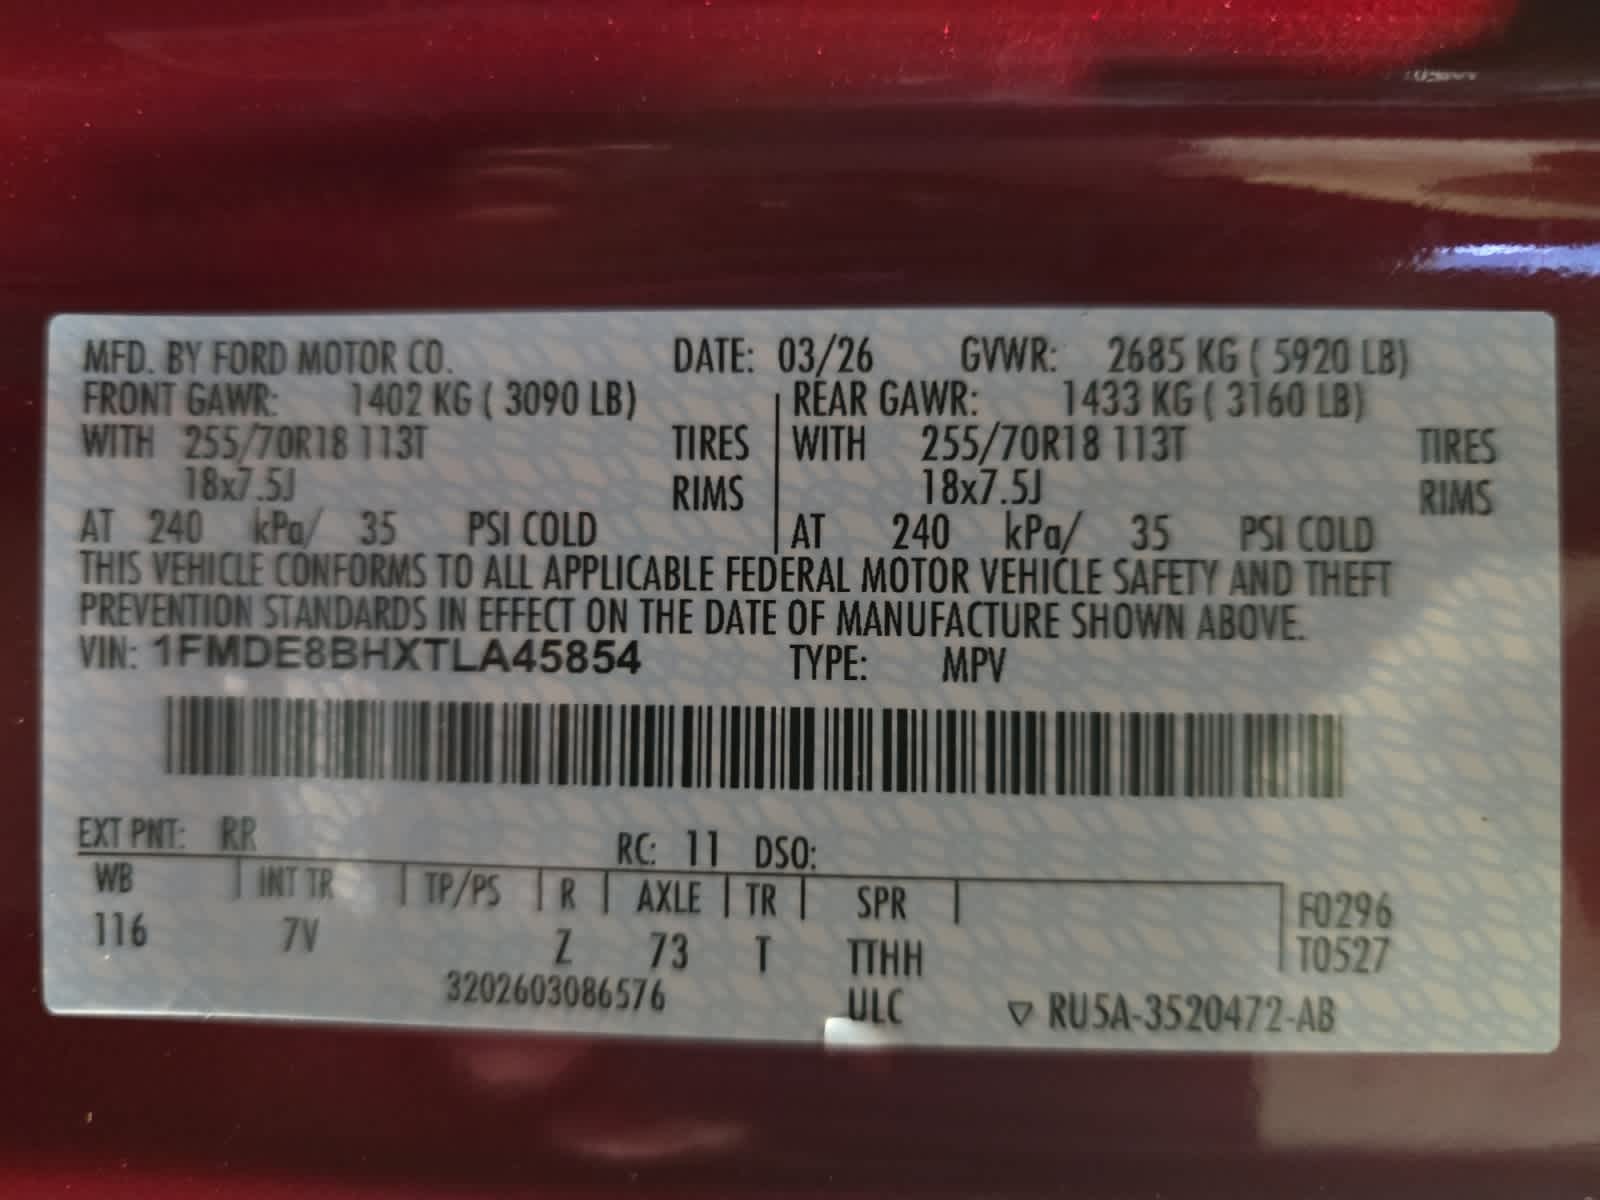 MFD. BY FORD MOTOR CO. DATE: 03/26 GVWR: 2685 KG ( 5920 LB)
FRONT GAWR: 1402 KG ( 3090 LB) REAR GAWR: 1433 KG ( 3160 LB)
WITH 255/70R18 113T TIRES WITH 255/70R18 113T TIRES
18x7.5J RIMS 18x7.5J RIMS
AT 240 kPa/ 35 PSI COLD AT 240 kPa/ 35 PSI COLD
THIS VEHICLE CONFORMS TO ALL APPLICABLE FEDERAL MOTOR VEHICLE SAFETY AND THEFT
PREVENTION STANDARDS IN EFFECT ON THE DATE OF MANUFACTURE SHOWN ABOVE.
VIN: 1FMDE8BHXTLA45854 TYPE: MPV
EXT PNT: RR RC: 11 DSO:
WB INT TR TP/PS R AXLE TR SPR F0296
116 7V Z 73 T TTHH T0527
3202603086576 ULC ▽ RU5A-3520472-AB